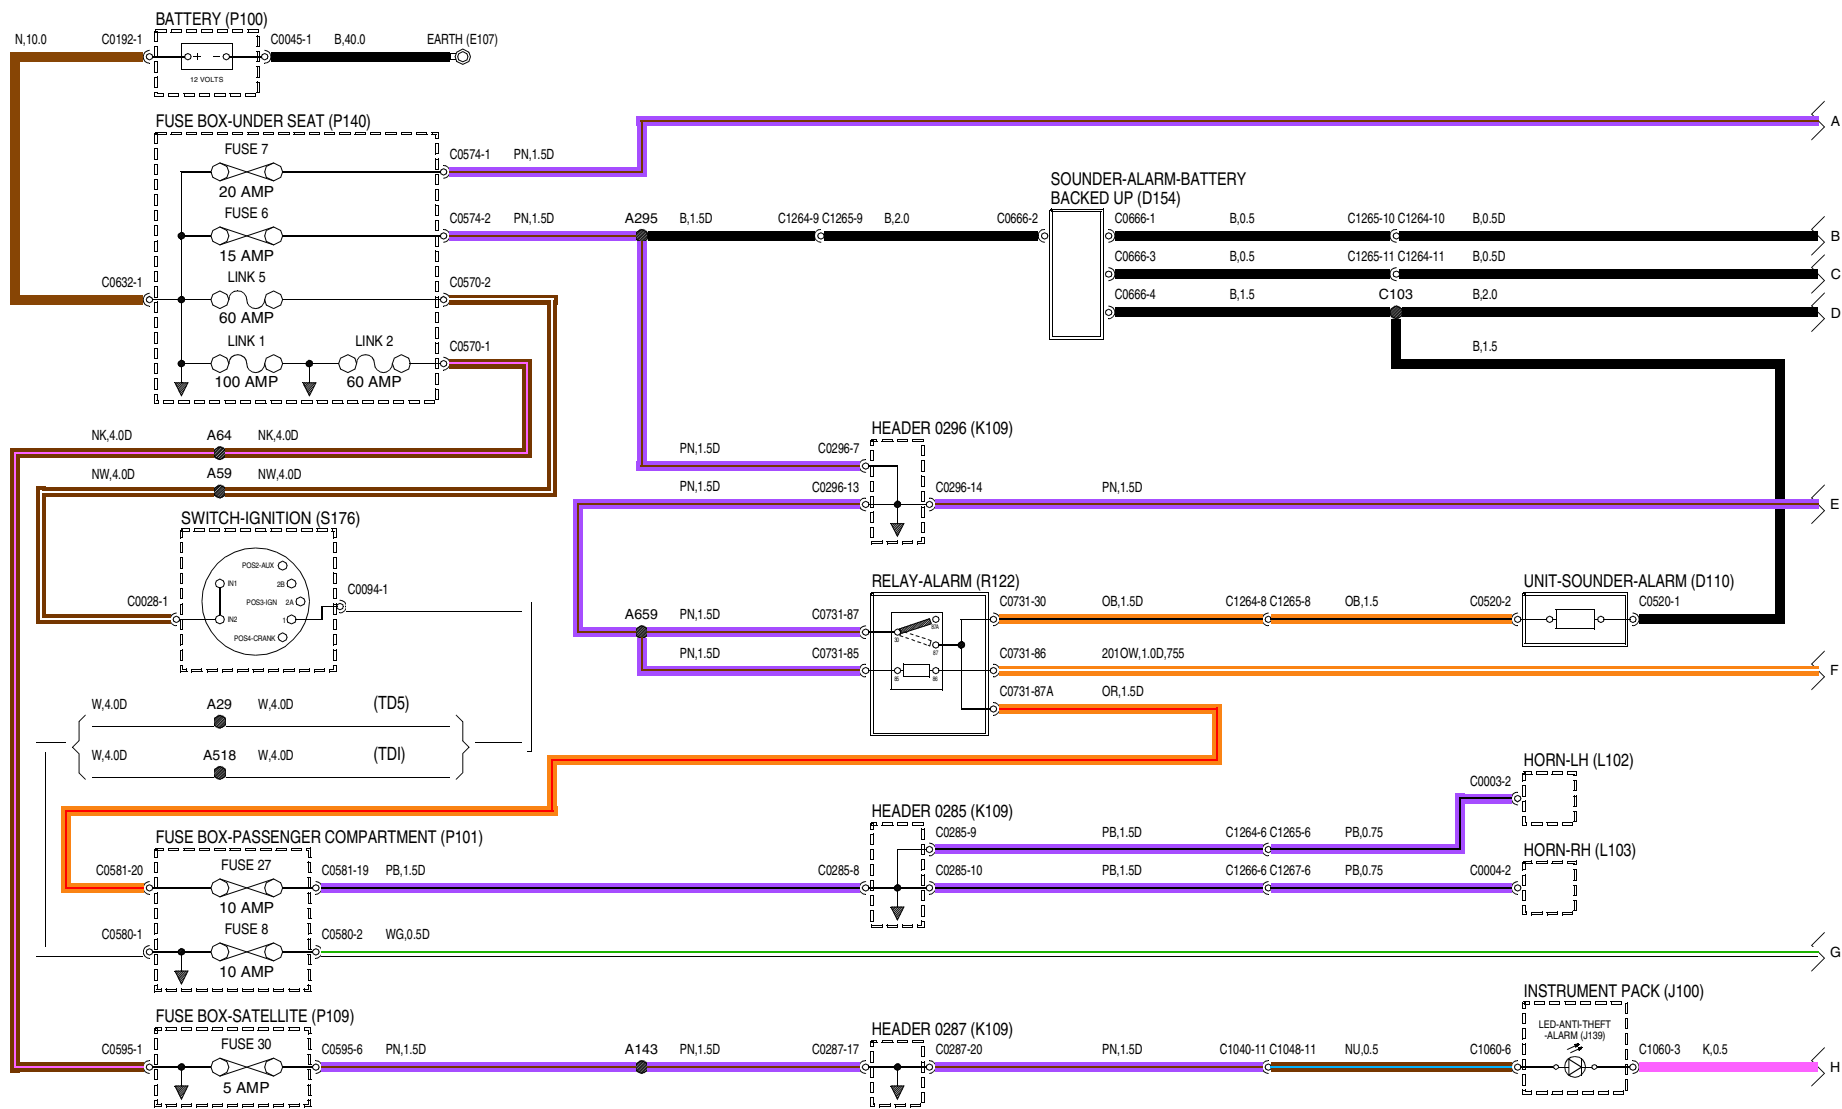 BATTERY (P100)
N,10.0
C0192-1
C0045-1
B,40.0
EARTH (E107)
+
−
12 VOLTS
A
FUSE BOX-UNDER SEAT (P140)
FUSE 7
C0574-1
PN,1.5D
20 AMP
SOUNDER-ALARM-BATTERY
BACKED UP (D154)
FUSE 6
C0574-2
PN,1.5D
A295
B,1.5D
C1264-9 C1265-9
B,2.0
C0666-2
C0666-1
B,0.5
C1265-10 C1264-10
B,0.5D
B
15 AMP
C0666-3
B,0.5
C1265-11 C1264-11
B,0.5D
C
C0632-1
LINK 5
C0570-2
60 AMP
C0666-4
B,1.5
C103
B,2.0
D
LINK 1
LINK 2
C0570-1
B,1.5
100 AMP
60 AMP
NK,4.0D
A64
NK,4.0D
HEADER 0296 (K109)
PN,1.5D
C0296-7
NW,4.0D
A59
NW,4.0D
PN,1.5D
C0296-13
C0296-14
PN,1.5D
E
SWITCH-IGNITION (S176)
POS2-AUX
IN1
2B
POS3-IGN
2A
IN2
1
POS4-CRANK
C0028-1
C0094-1
RELAY-ALARM (R122)
UNIT-SOUNDER-ALARM (D110)
A659
PN,1.5D
C0731-87
C0731-30
OB,1.5D
C1264-8 C1265-8
OB,1.5
C0520-2
C0520-1
87A
30
87
PN,1.5D
C0731-85
C0731-86
201OW,1.0D,755
F
85
86
C0731-87A
OR,1.5D
W,4.0D
A29
W,4.0D
(TD5)
W,4.0D
A518
W,4.0D
(TDI)
HORN-LH (L102)
C0003-2
FUSE BOX-PASSENGER COMPARTMENT (P101)
HEADER 0285 (K109)
C0285-9
PB,1.5D
C1264-6 C1265-6
PB,0.75
HORN-RH (L103)
C0581-20
FUSE 27
C0581-19
PB,1.5D
C0285-8
C0285-10
PB,1.5D
C1266-6 C1267-6
PB,0.75
C0004-2
10 AMP
C0580-1
FUSE 8
C0580-2
WG,0.5D
G
10 AMP
INSTRUMENT PACK (J100)
FUSE BOX-SATELLITE (P109)
HEADER 0287 (K109)
LED-ANTI-THEFT
-ALARM (J139)
C0595-1
FUSE 30
C0595-6
PN,1.5D
A143
PN,1.5D
C0287-17
C0287-20
PN,1.5D
C1040-11 C1048-11
NU,0.5
C1060-6
C1060-3
K,0.5
H
5 AMP